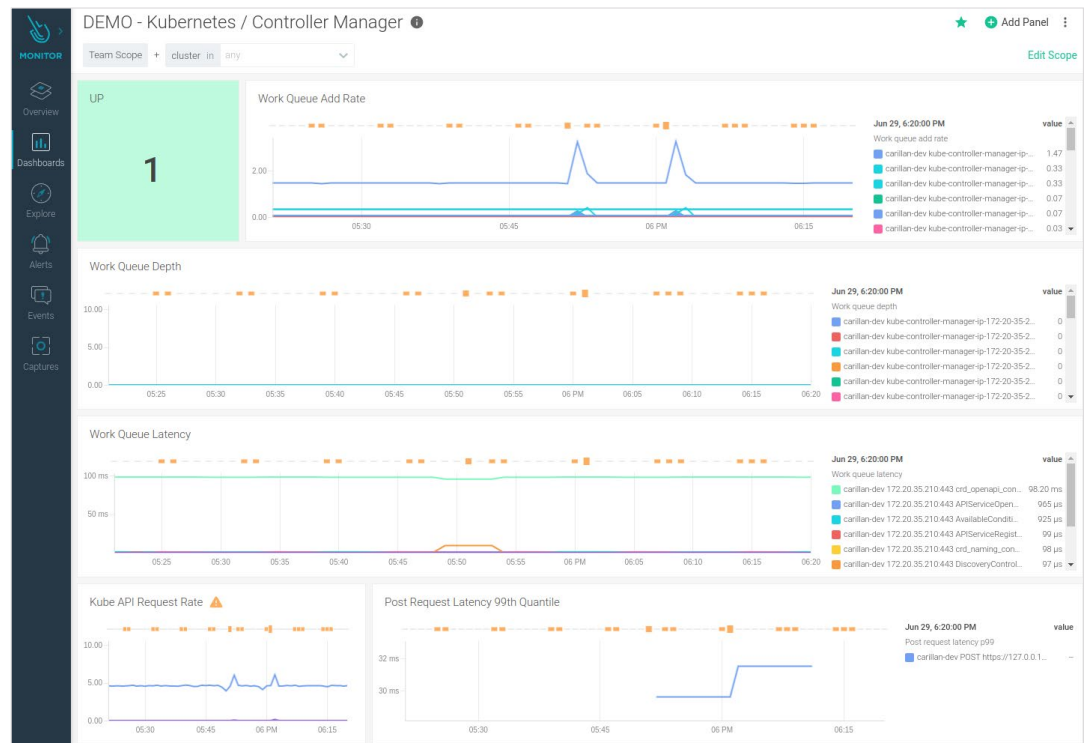 DEMO - Kubernetes / Controller Manager
Add Panel
MONITOR
Team Scope + cluster in any
Edit Scope
Overview
Dashboards
Explore
Alerts
Events
Captures
UP
1
Work Queue Add Rate
2.00
0.00
05:30 05:45 06 PM 06:15
Jun 29, 6:20:00 PM value
Work queue add rate
carillan-dev kube-controller-manager-ip-... 1.47
carillan-dev kube-controller-manager-ip-... 0.33
carillan-dev kube-controller-manager-ip-... 0.33
carillan-dev kube-controller-manager-ip-... 0.07
carillan-dev kube-controller-manager-ip-... 0.07
carillan-dev kube-controller-manager-ip-... 0.03
Work Queue Depth
10.00
5.00
0.00
05:25 05:30 05:35 05:40 05:45 05:50 05:55 06 PM 06:05 06:10 06:15 06:20
Jun 29, 6:20:00 PM value
Work queue depth
carillan-dev kube-controller-manager-ip-172-20-35-2... 0
carillan-dev kube-controller-manager-ip-172-20-35-2... 0
carillan-dev kube-controller-manager-ip-172-20-35-2... 0
carillan-dev kube-controller-manager-ip-172-20-35-2... 0
carillan-dev kube-controller-manager-ip-172-20-35-2... 0
carillan-dev kube-controller-manager-ip-172-20-35-2... 0
Work Queue Latency
100 ms
50 ms
05:25 05:30 05:35 05:40 05:45 05:50 05:55 06 PM 06:05 06:10 06:15 06:20
Jun 29, 6:20:00 PM value
Work queue latency
carillan-dev 172.20.35.210:443 crd_openapi_con... 98.20 ms
carillan-dev 172.20.35.210:443 APIServiceOpen... 965 µs
carillan-dev 172.20.35.210:443 AvailableConditi... 925 µs
carillan-dev 172.20.35.210:443 APIServiceRegist... 99 µs
carillan-dev 172.20.35.210:443 crd_naming_con... 98 µs
carillan-dev 172.20.35.210:443 DiscoveryControl... 97 µs
Kube API Request Rate
10.00
5.00
0.00
05:30 05:45 06 PM 06:15
Post Request Latency 99th Quantile
32 ms
30 ms
05:30 05:45 06 PM 06:15
Jun 29, 6:20:00 PM value
Post request latency p99
carillan-dev POST https://127.0.0.1... --